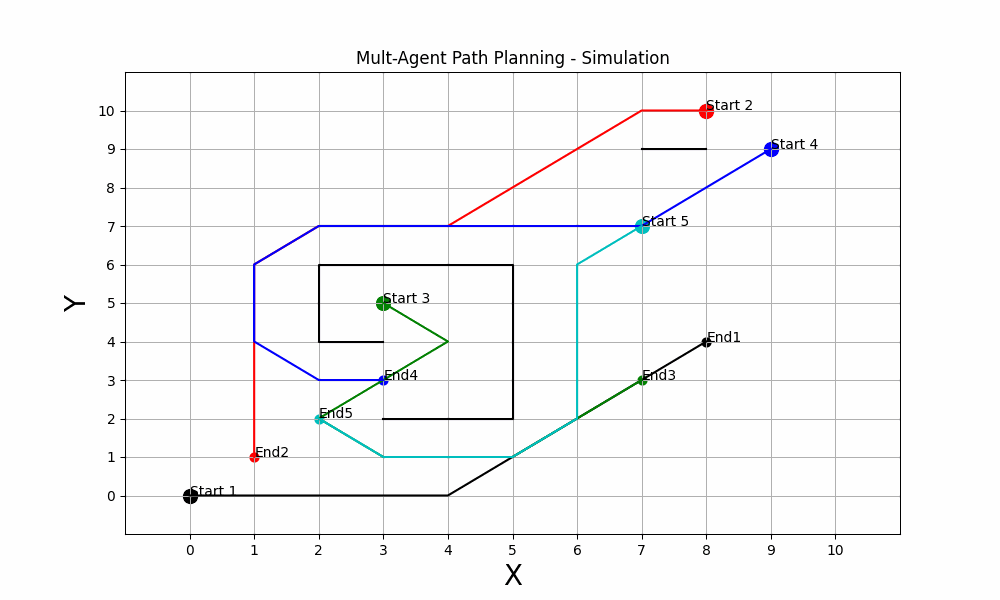 Mult-Agent Path Planning - Simulation
10
9
8
7
6
5
4
3
2
1
0
Y
Start 2
Start 4
Start 5
Start 3
End1
End4
End3
End5
End2
Start 1
0 1 2 3 4 5 6 7 8 9 10
X